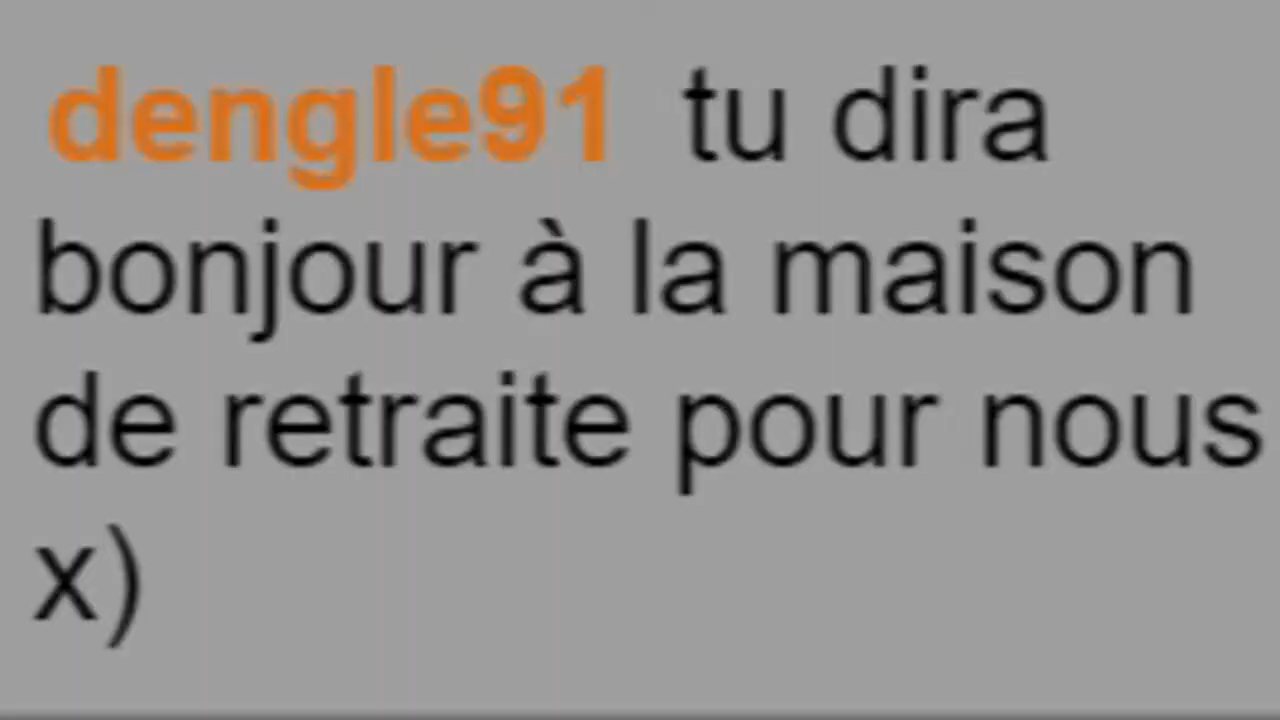 dengle91 tu dira
bonjour à la maison
de retraite pour nous
x)